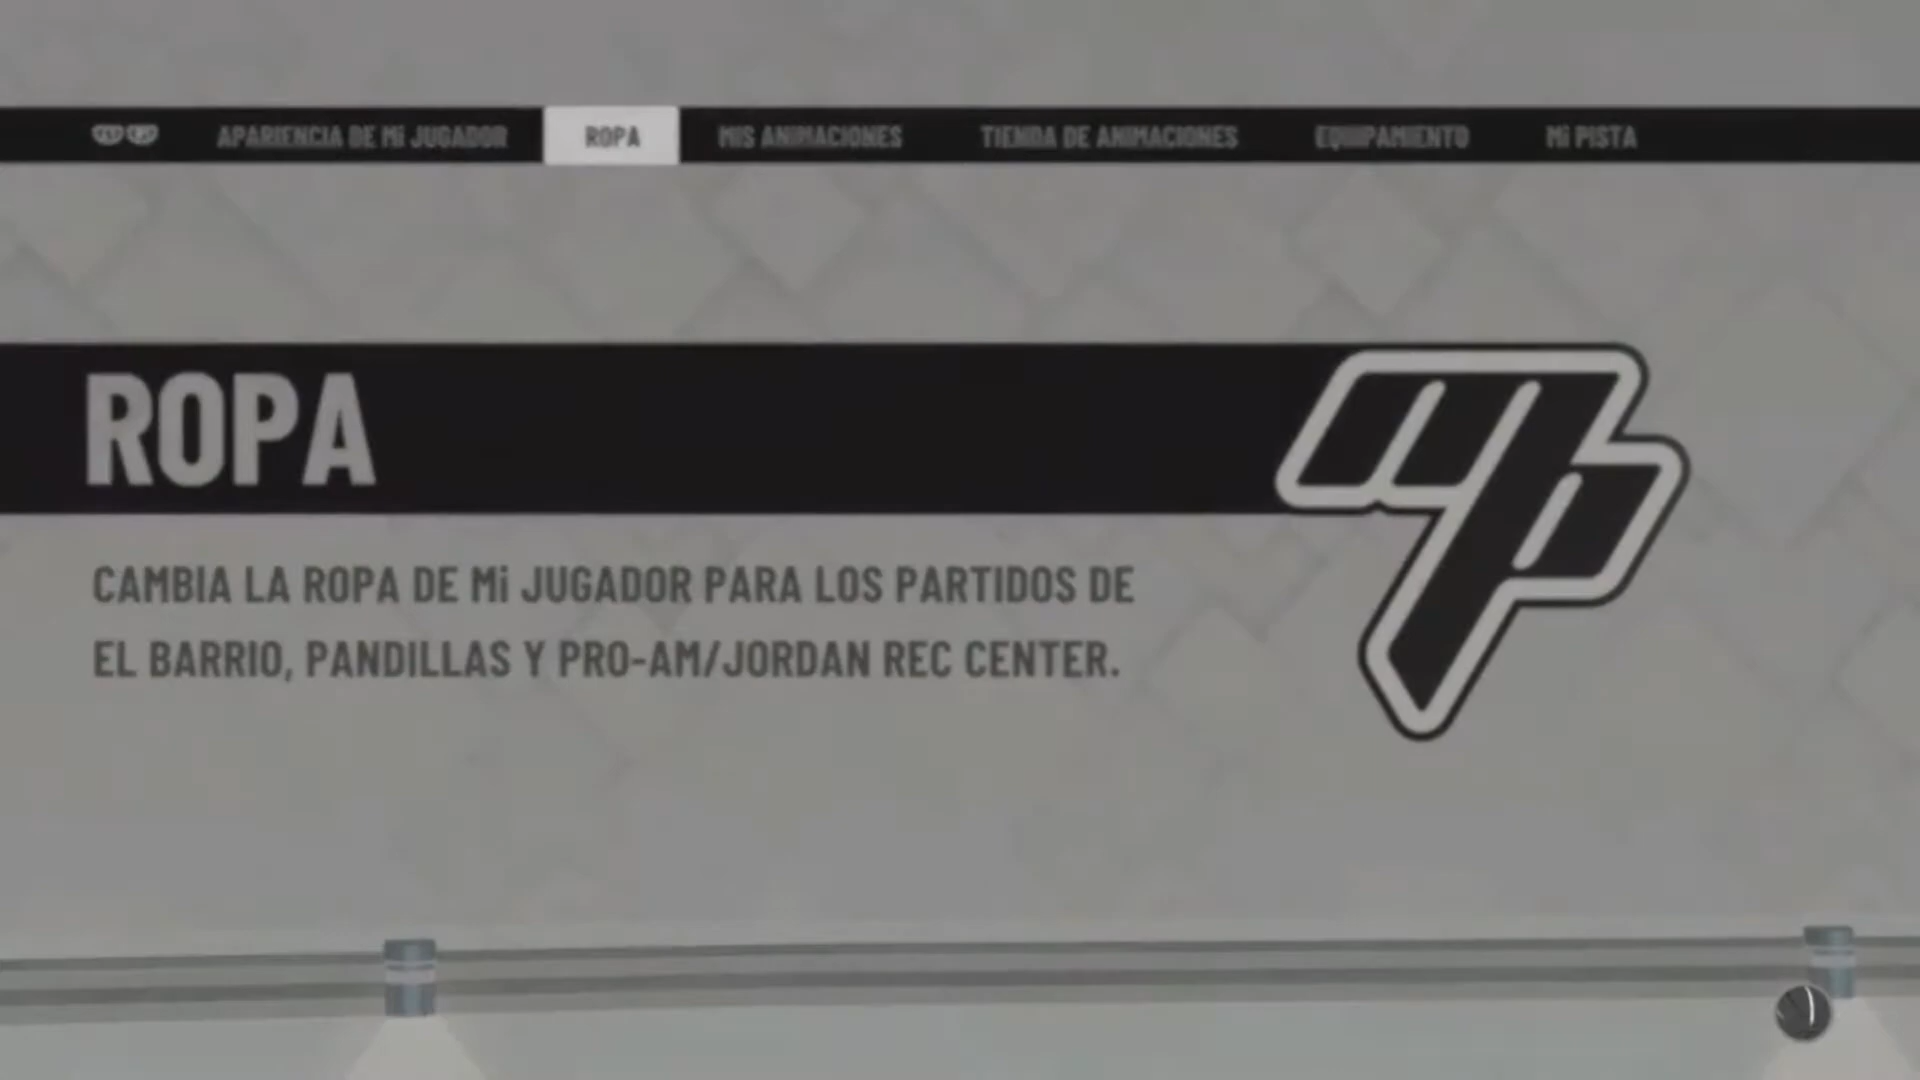 APARIENCIA DE Mi JUGADOR ROPA MIS ANIMACIONES TIENDA DE ANIMACIONES EQUIPAMIENTO Mi PISTA
ROPA
mp
CAMBIA LA ROPA DE Mi JUGADOR PARA LOS PARTIDOS DE
EL BARRIO, PANDILLAS Y PRO-AM/JORDAN REC CENTER.